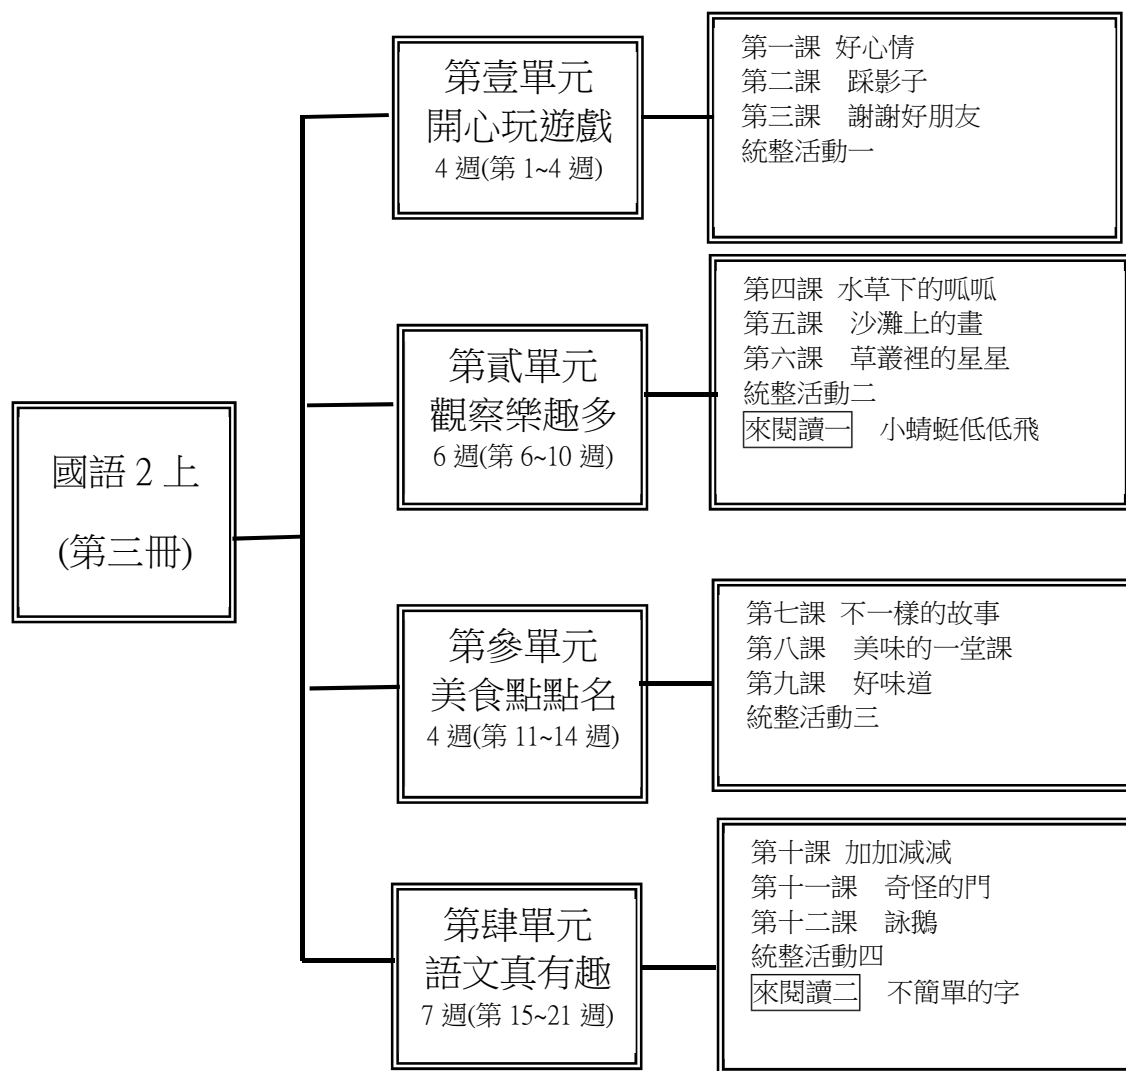 國語 2 上
(第三冊)
第壹單元
開心玩遊戲
4 週(第 1~4 週)
第一課 好心情
第二課 踩影子
第三課 謝謝好朋友
統整活動一
第貳單元
觀察樂趣多
6 週(第 6~10 週)
第四課 水草下的呱呱
第五課 沙灘上的畫
第六課 草叢裡的星星
統整活動二
來閱讀一 小蜻蜓低低飛
第參單元
美食點點名
4 週(第 11~14 週)
第七課 不一樣的故事
第八課 美味的一堂課
第九課 好味道
統整活動三
第肆單元
語文真有趣
7 週(第 15~21 週)
第十課 加加減減
第十一課 奇怪的門
第十二課 詠鵝
統整活動四
來閱讀二 不簡單的字